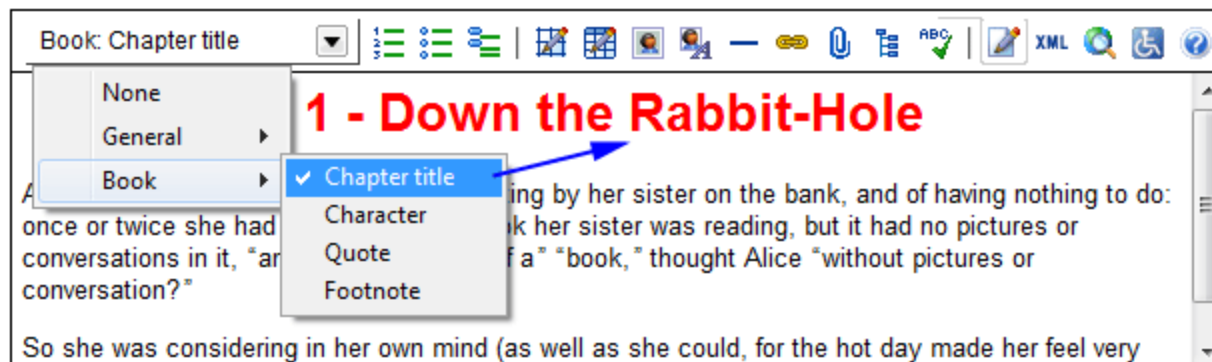 Book: Chapter title
1
2
3
ABC
XML
?
None
General
Book
Chapter title
Character
Quote
Footnote
1 - Down the Rabbit-Hole
A ing by her sister on the bank, and of having nothing to do:
once or twice she had k her sister was reading, but it had no pictures or
conversations in it, “an f a” “book,” thought Alice “without pictures or
conversation?”
So she was considering in her own mind (as well as she could, for the hot day made her feel very